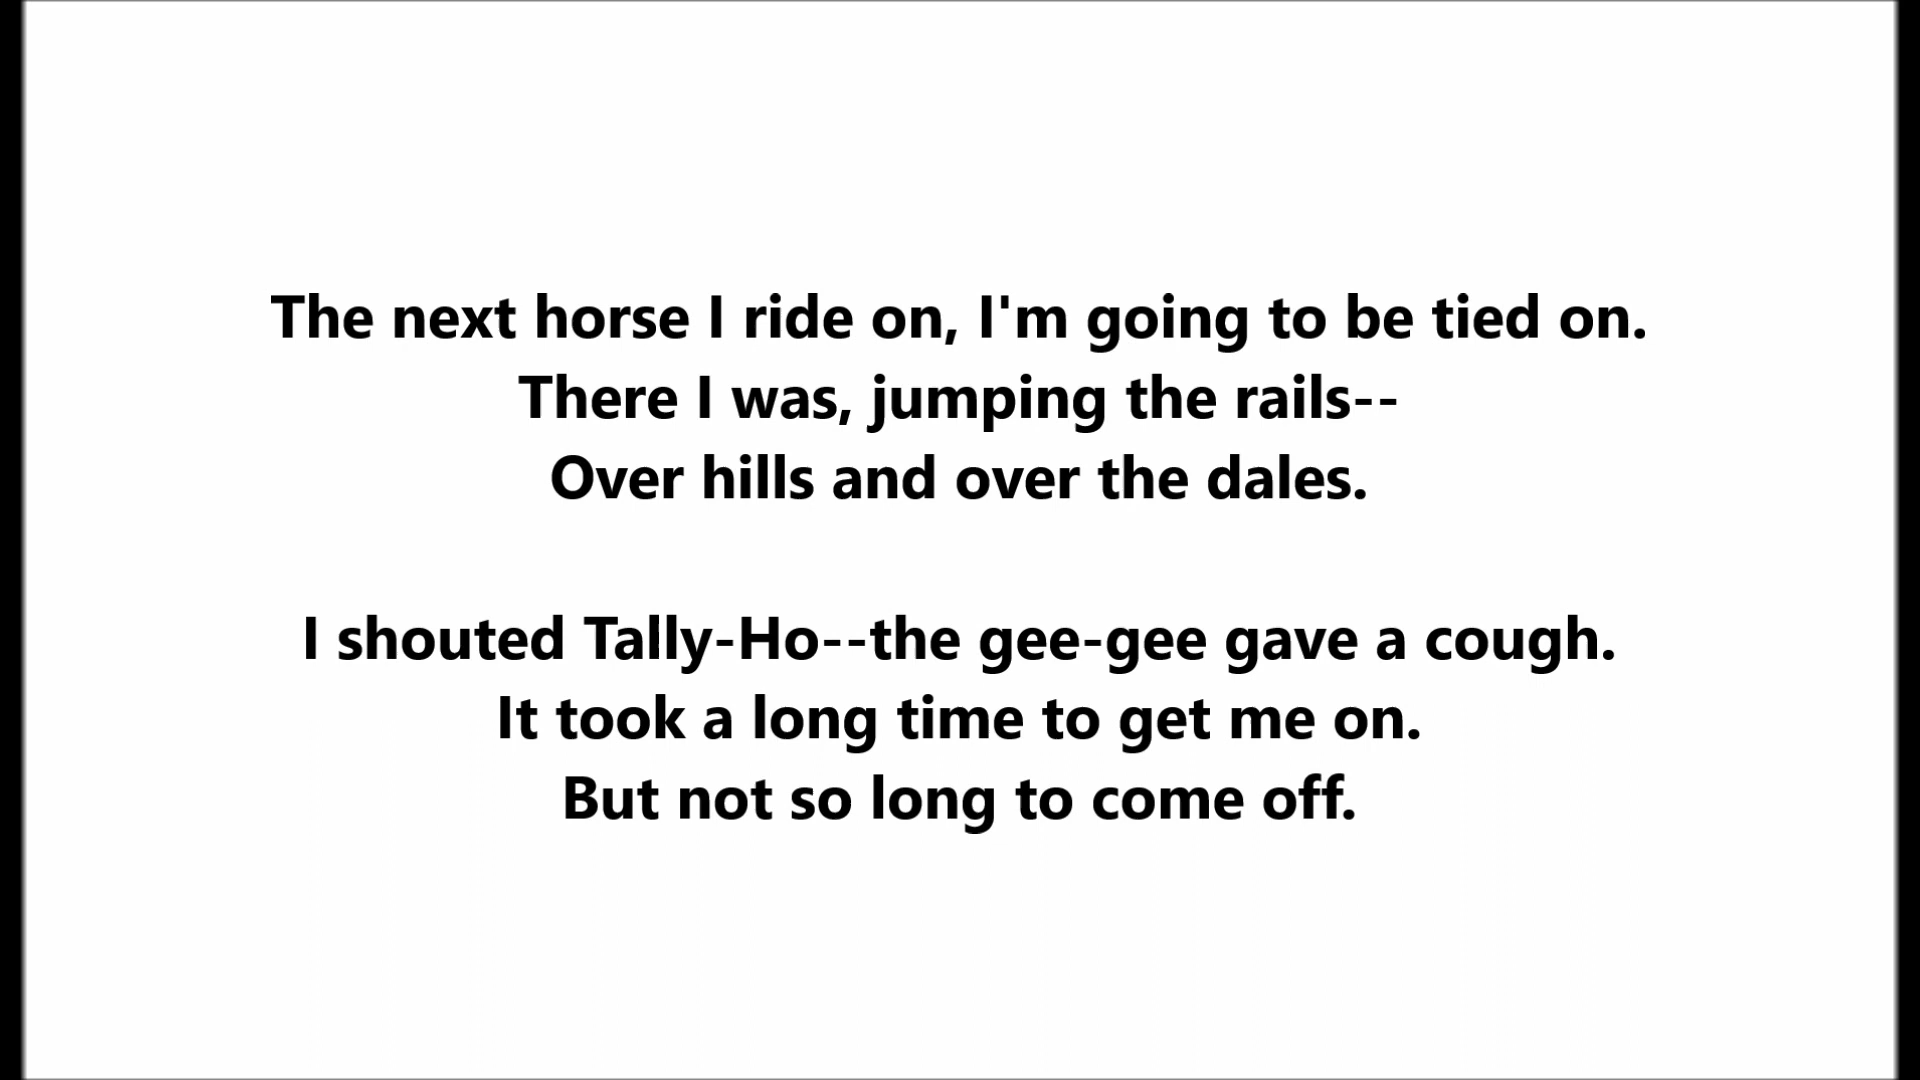 The next horse I ride on, I'm going to be tied on.
There I was, jumping the rails--
Over hills and over the dales.
I shouted Tally-Ho--the gee-gee gave a cough.
It took a long time to get me on.
But not so long to come off.